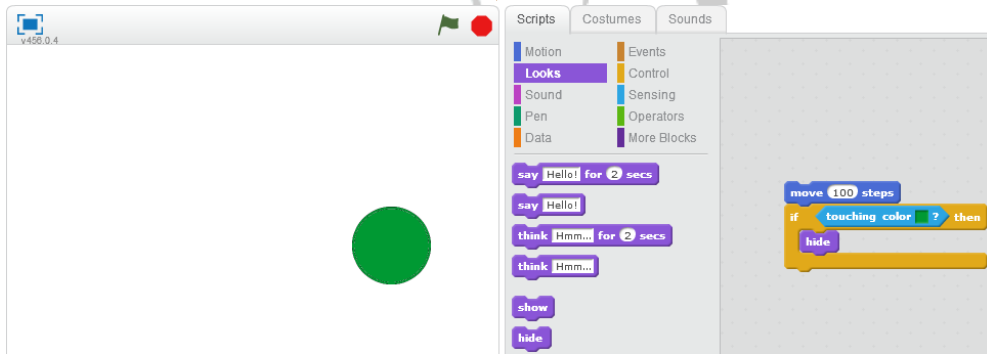 v456.0.4
Scripts Costumes Sounds
Motion Events
Looks Control
Sound Sensing
Pen Operators
Data More Blocks
say Hello! for 2 secs
say Hello!
think Hmm... for 2 secs
think Hmm...
show
hide
move 100 steps
if touching color ? then
hide